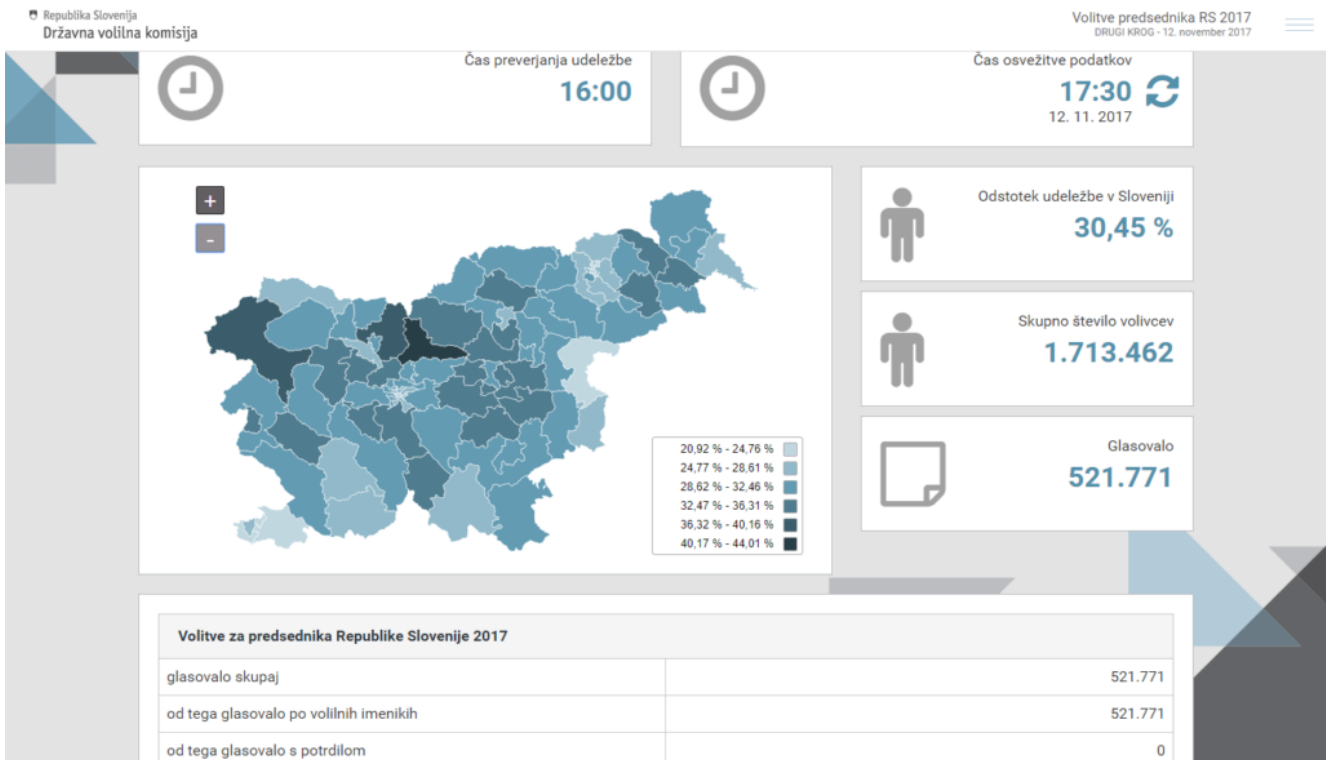 Republika Slovenija
Državna volilna komisija
Volitve predsednika RS 2017
DRUGI KROG - 12. november 2017
Čas preverjanja udeležbe
16:00
Čas osvežitve podatkov
17:30
12. 11. 2017
+
-
20,92 % - 24,76 %
24,77 % - 28,61 %
28,62 % - 32,46 %
32,47 % - 36,31 %
36,32 % - 40,16 %
40,17 % - 44,01 %
Odstotek udeležbe v Sloveniji
30,45 %
Skupno število volivcev
1.713.462
Glasovalo
521.771
Volitve za predsednika Republike Slovenije 2017
glasovalo skupaj 521.771
od tega glasovalo po volilnih imenikih 521.771
od tega glasovalo s potrdilom 0